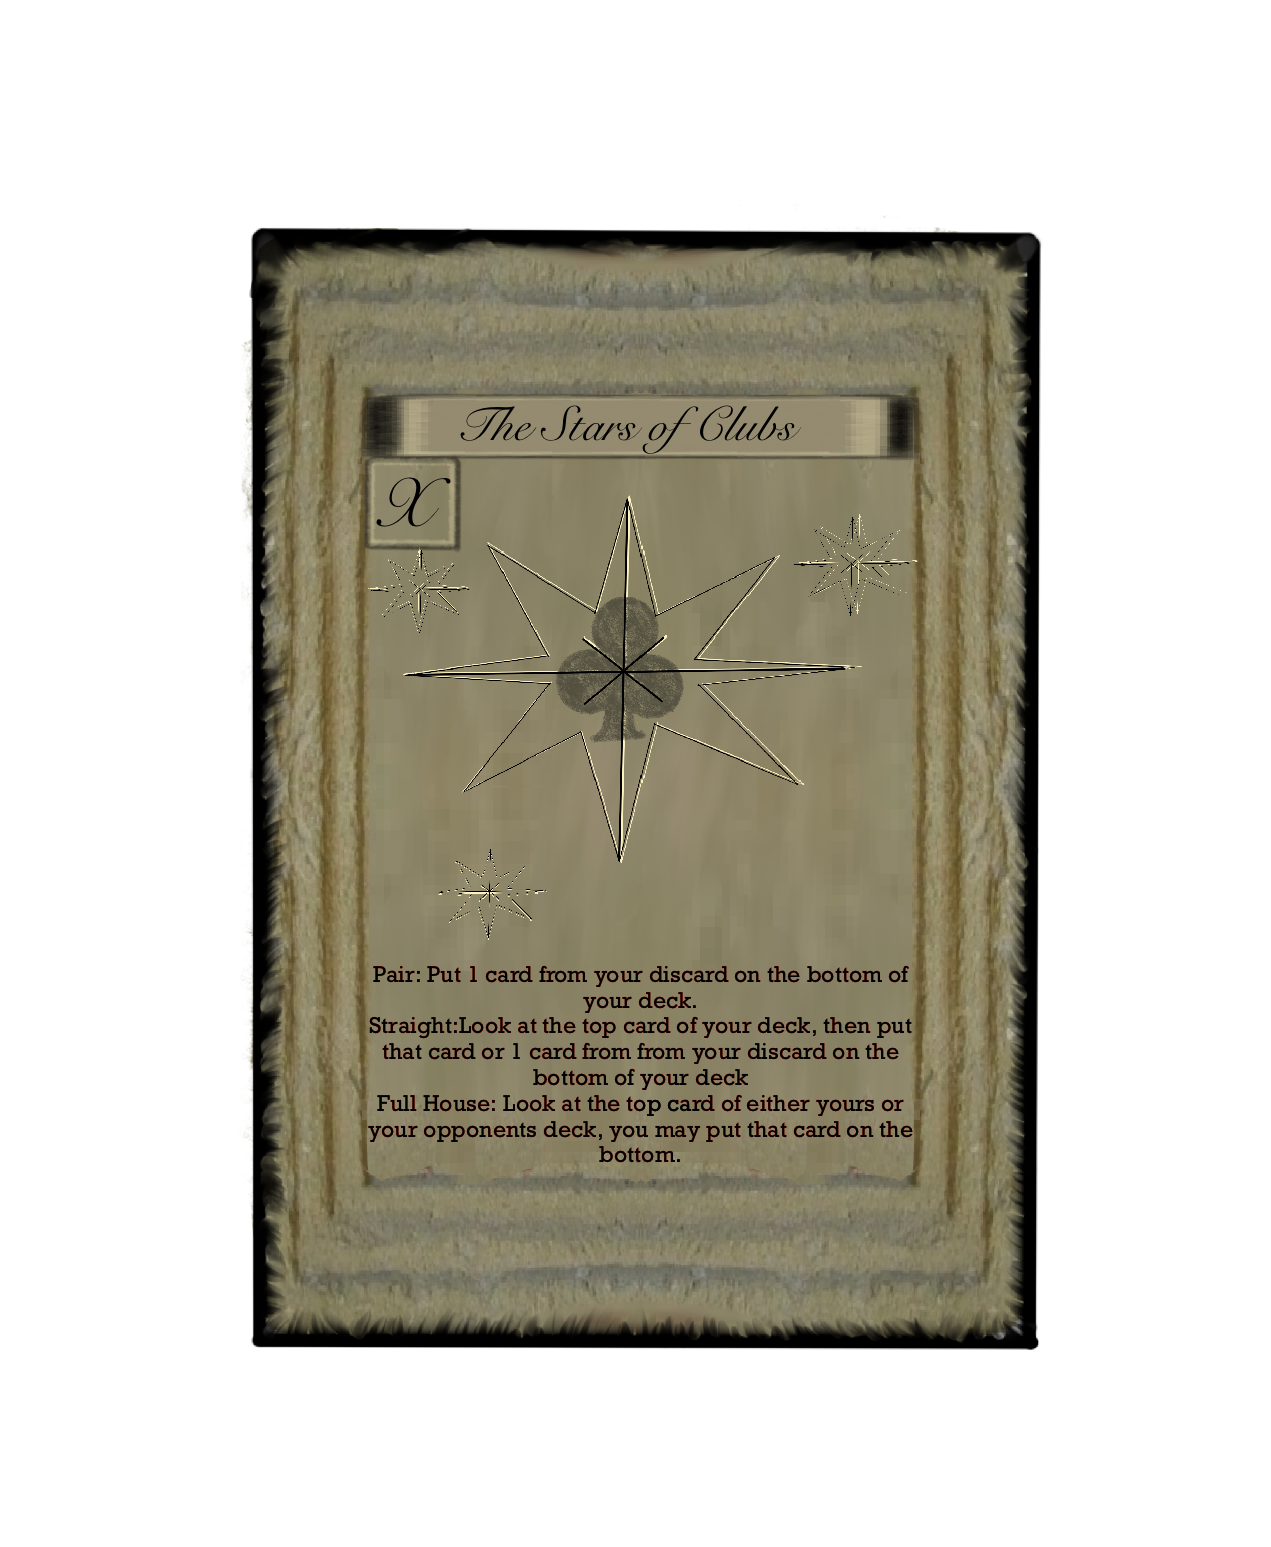 The Stars of Clubs
X
Pair: Put 1 card from your discard on the bottom of
your deck.
Straight:Look at the top card of your deck, then put
that card or 1 card from from your discard on the
bottom of your deck
Full House: Look at the top card of either yours or
your opponents deck, you may put that card on the
bottom.